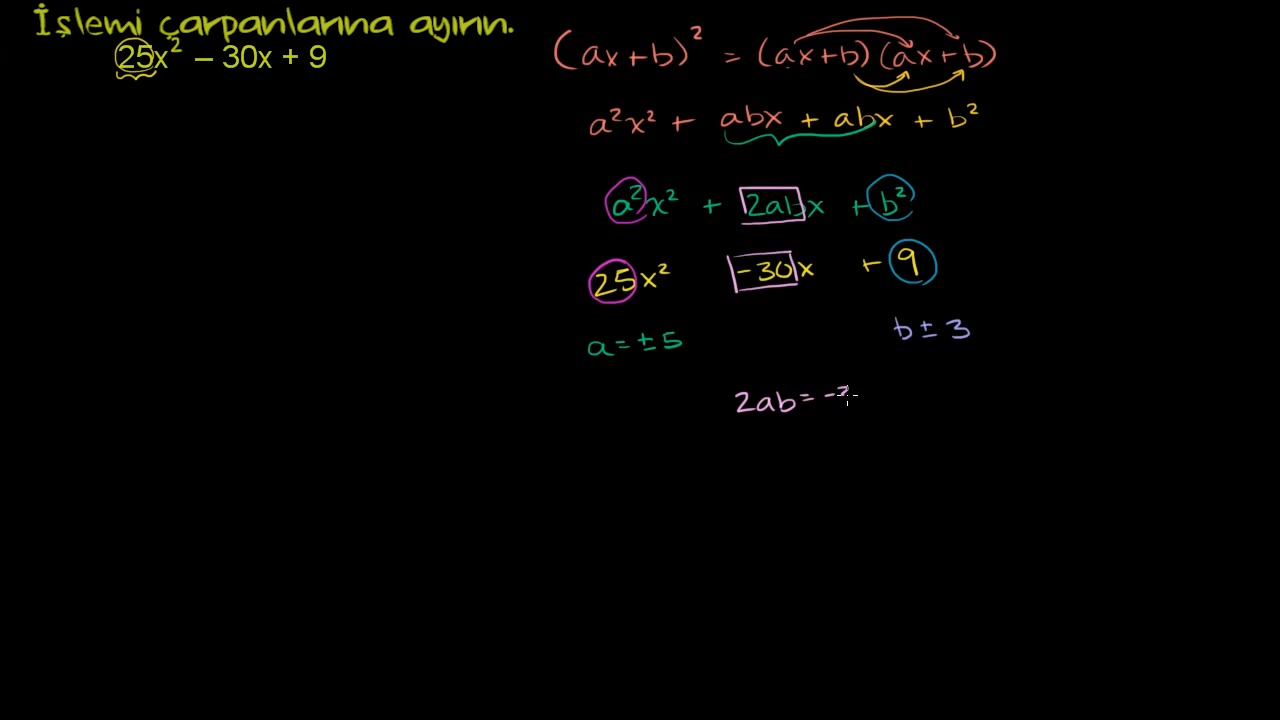 İşlemi çarpanlarına ayırın.
25x² – 30x + 9
(ax+b)² = (ax+b)(ax+b)
a²x² + abx + abx + b²
a²x² + 2abx + b²
25x² -30x + 9
a = ±5
b ± 3
2ab = -